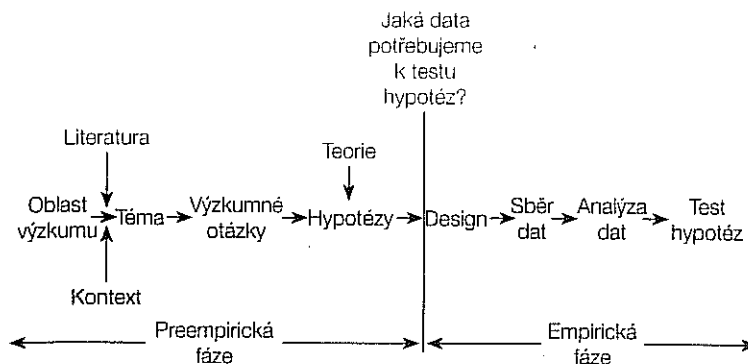 Jaká data
potřebujeme
k testu
hypotéz?
Literatura
Teorie
Oblast
výzkumu
Téma
Výzkumné
otázky
Hypotézy
Design
Sběr
dat
Analýza
dat
Test
hypotéz
Kontext
Preempirická
fáze
Empirická
fáze